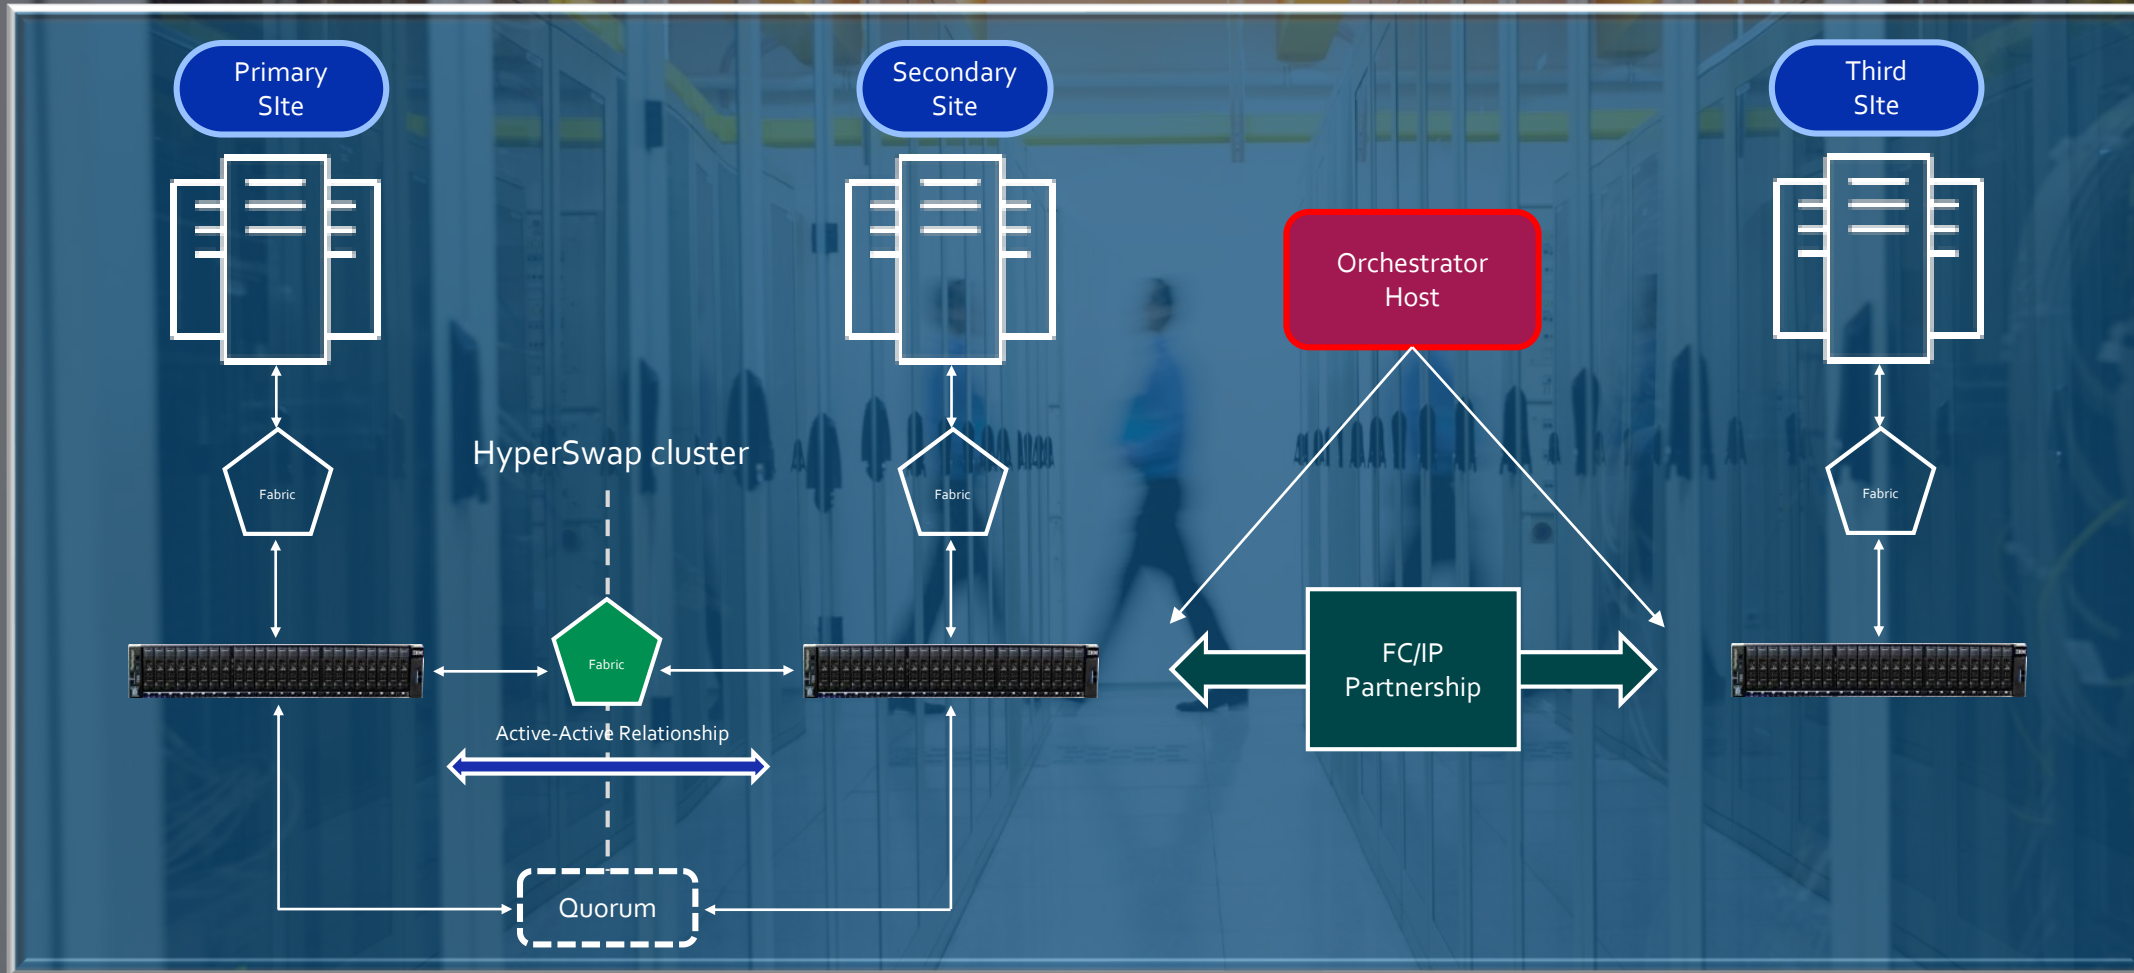 Primary
SIte
Secondary
Site
Third
SIte
Orchestrator
Host
HyperSwap cluster
Fabric
Fabric
Fabric
Fabric
FC/IP
Partnership
Active-Active Relationship
Quorum